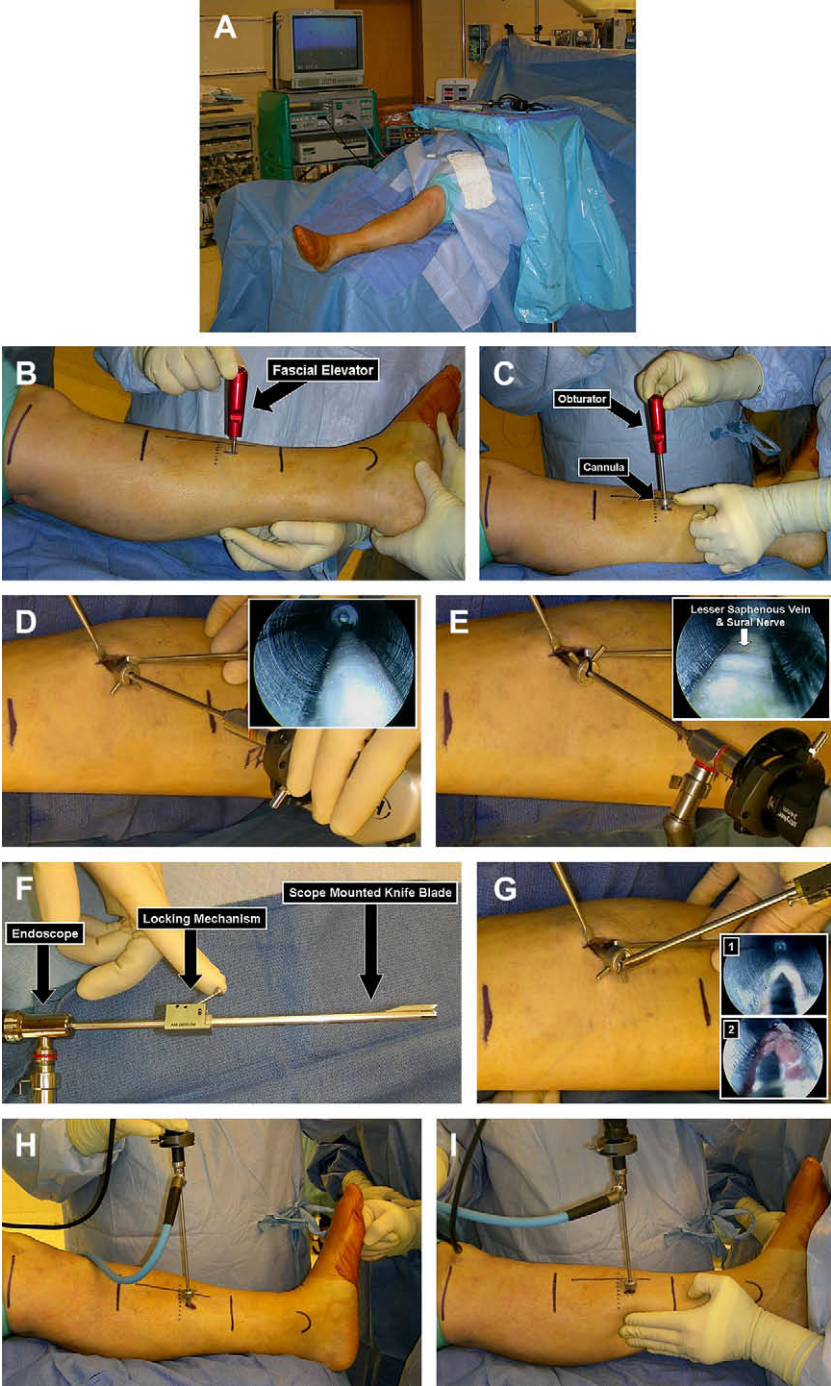 A
B
Fascial Elevator
C
Obturator
Cannula
D
E
Lesser Saphenous Vein
& Sural Nerve
F
Endoscope
Locking Mechanism
Scope Mounted Knife Blade
G
1
2
H
I